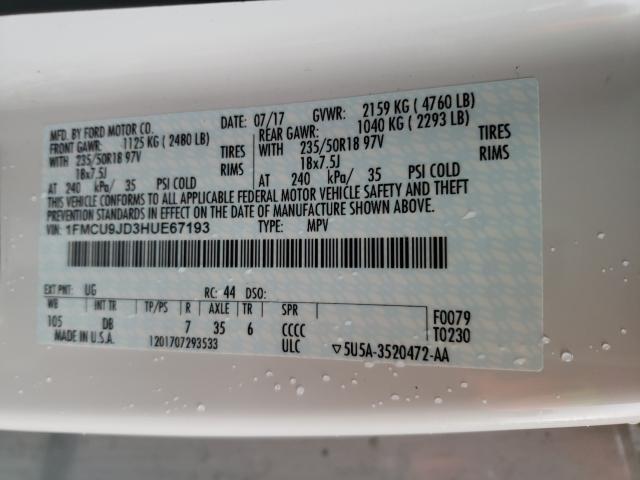 MFD. BY FORD MOTOR CO. DATE: 07/17 GVWR: 2159 KG ( 4760 LB)
FRONT GAWR: 1125 KG ( 2480 LB) REAR GAWR: 1040 KG ( 2293 LB)
WITH 235/50R18 97V TIRES WITH 235/50R18 97V TIRES
18x7.5J RIMS 18x7.5J RIMS
AT 240 kPa/ 35 PSI COLD AT 240 kPa/ 35 PSI COLD
THIS VEHICLE CONFORMS TO ALL APPLICABLE FEDERAL MOTOR VEHICLE SAFETY AND THEFT
PREVENTION STANDARDS IN EFFECT ON THE DATE OF MANUFACTURE SHOWN ABOVE.
VIN: 1FMCU9JD3HUE67193 TYPE: MPV
EXT PNT: UG RC: 44 DSO:
WB INT TR TP/PS R AXLE TR SPR F0079
105 DB 7 35 6 CCCC T0230
MADE IN U.S.A. 1201707293533 ULC ▽5U5A-3520472-AA